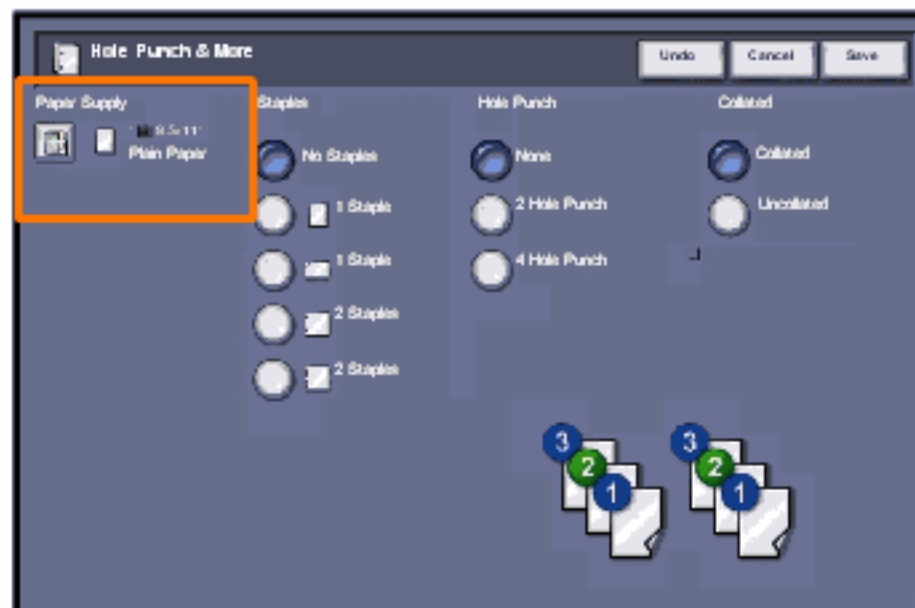 Hole Punch & More
Undo
Cancel
Save
Paper Supply
8.5x11"
Plain Paper
Staples
No Staples
1 Staple
1 Staple
2 Staples
2 Staples
Hole Punch
None
2 Hole Punch
4 Hole Punch
Collated
Collated
Uncollated
3
2
1
3
2
1